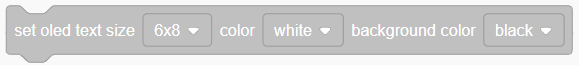 set oled text size 6x8 color white background color black